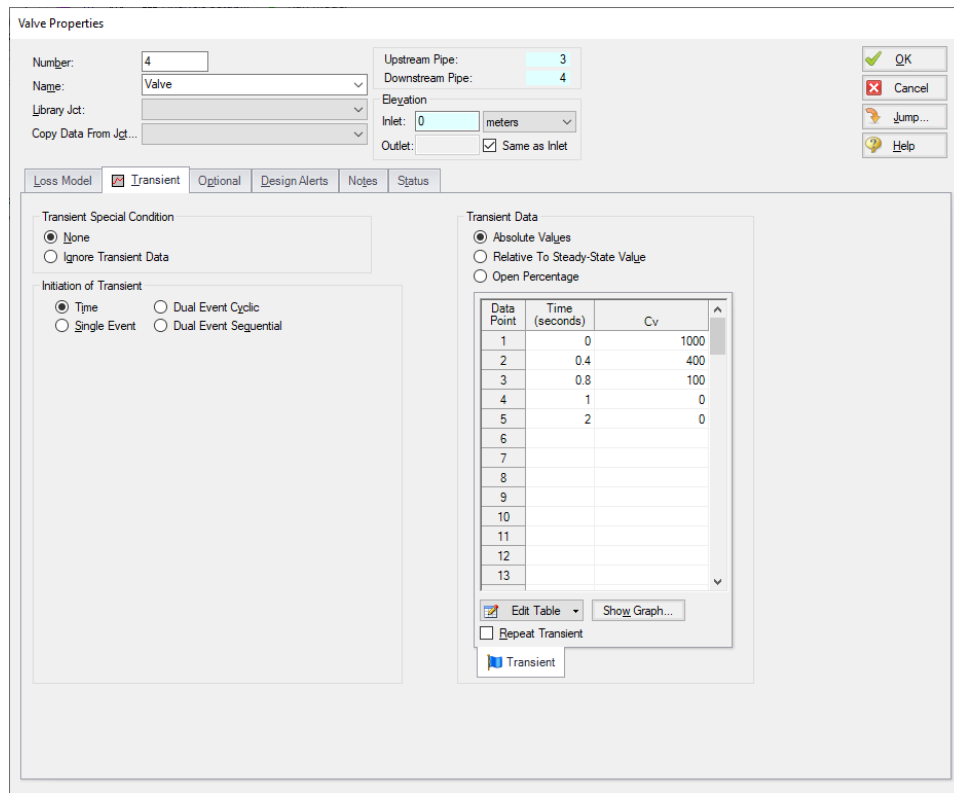 Valve Properties
Number: 4
Name: Valve
Library Jct:
Copy Data From Jct...
Upstream Pipe: 3
Downstream Pipe: 4
Elevation
Inlet: 0 meters
Outlet: Same as Inlet
OK
Cancel
Jump...
Help
Loss Model Transient Optional Design Alerts Notes Status
Transient Special Condition
None
Ignore Transient Data
Initiation of Transient
Time Dual Event Cyclic
Single Event Dual Event Sequential
Transient Data
Absolute Values
Relative To Steady-State Value
Open Percentage
Data Point Time (seconds) Cv
1 0 1000
2 0.4 400
3 0.8 100
4 1 0
5 2 0
6
7
8
9
10
11
12
13
Edit Table Show Graph...
Repeat Transient
Transient